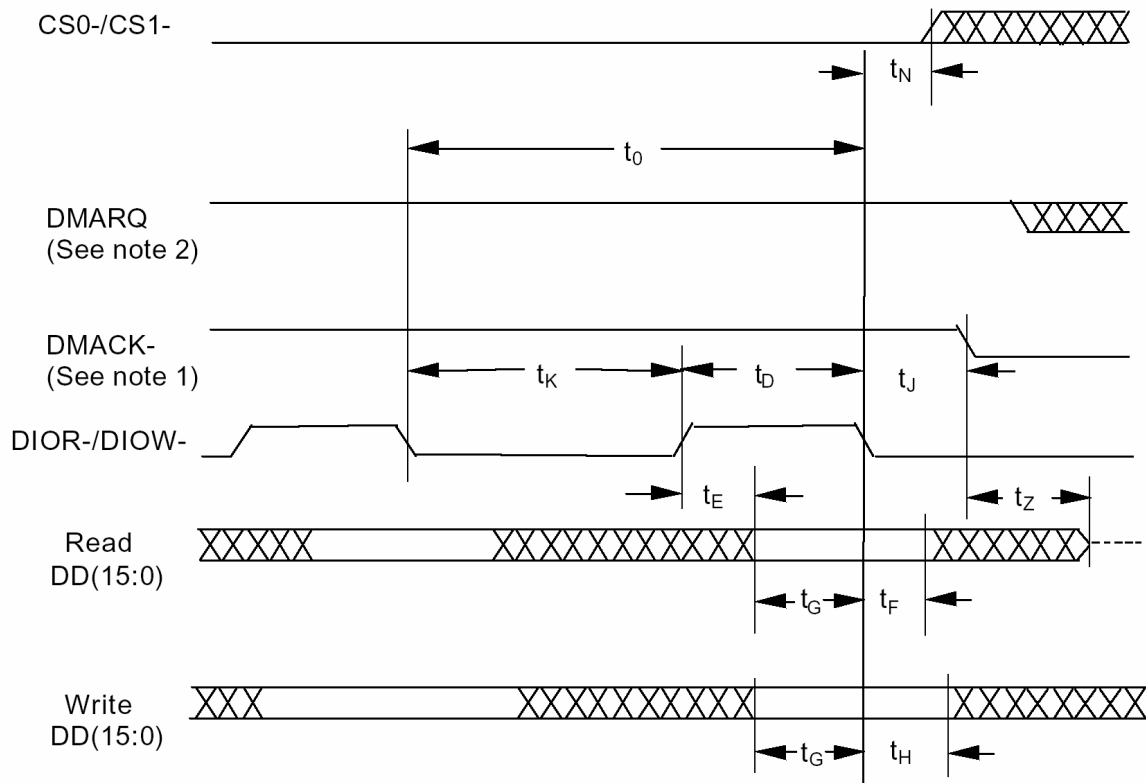 CS0-/CS1-
tN
t0
DMARQ
(See note 2)
DMACK-
(See note 1)
tK
tD
tJ
DIOR-/DIOW-
tE
tZ
Read
DD(15:0)
tG
tF
Write
DD(15:0)
tG
tH